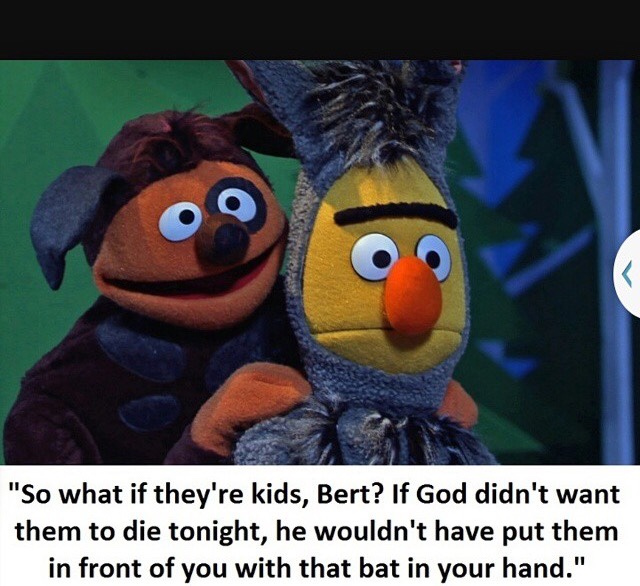 "So what if they're kids, Bert? If God didn't want
them to die tonight, he wouldn't have put them
in front of you with that bat in your hand."